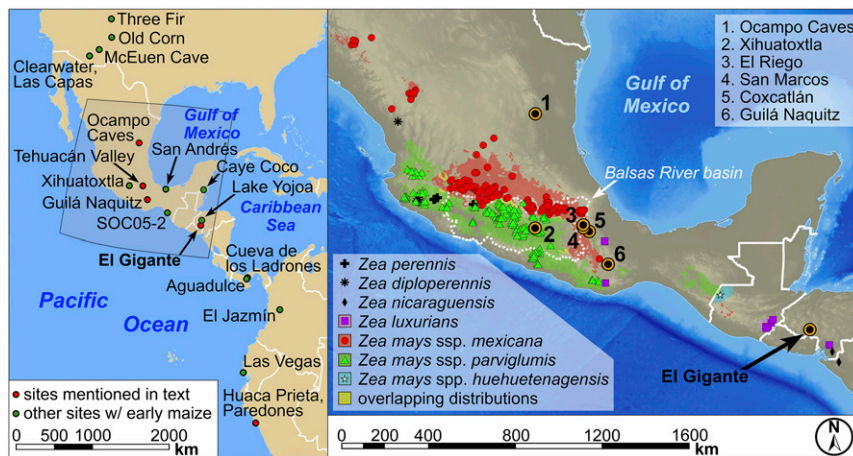 Three Fir
Old Corn
McEuen Cave
Clearwater,
Las Capas
Gulf of
Mexico
Ocampo
Caves
San Andrés
Tehuacán Valley
Caye Coco
Xihuatoxtla
Lake Yojoa
Guilá Naquitz
Caribbean
Sea
SOC05-2
El Gigante
Cueva de
los Ladrones
Aguadulce
Pacific
Ocean
El Jazmín
Las Vegas
Huaca Prieta,
Paredones
sites mentioned in text
other sites w/ early maize
0 500 1000 2000
km
1. Ocampo Caves
2. Xihuatoxtla
3. El Riego
4. San Marcos
5. Coxcatlán
6. Guilá Naquitz
Gulf of
Mexico
1
Balsas River basin
3
5
2
4
6
Zea perennis
Zea diploperennis
Zea nicaraguensis
Zea luxurians
Zea mays ssp. mexicana
Zea mays ssp. parviglumis
Zea mays spp. huehuetenagensis
overlapping distributions
El Gigante
0 200 400 800 1200 1600
km
N